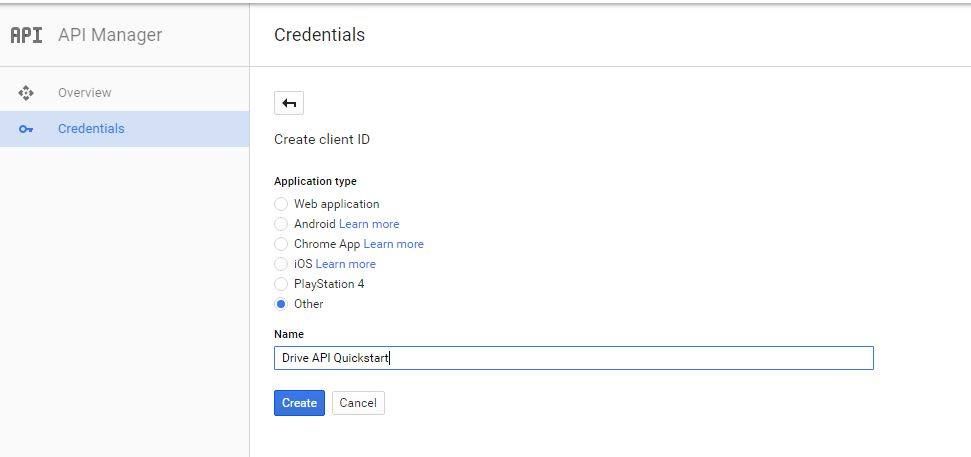 API API Manager
Credentials
Overview
Credentials
Create client ID
Application type
Web application
Android Learn more
Chrome App Learn more
iOS Learn more
PlayStation 4
Other
Name
Drive API Quickstart
Create Cancel